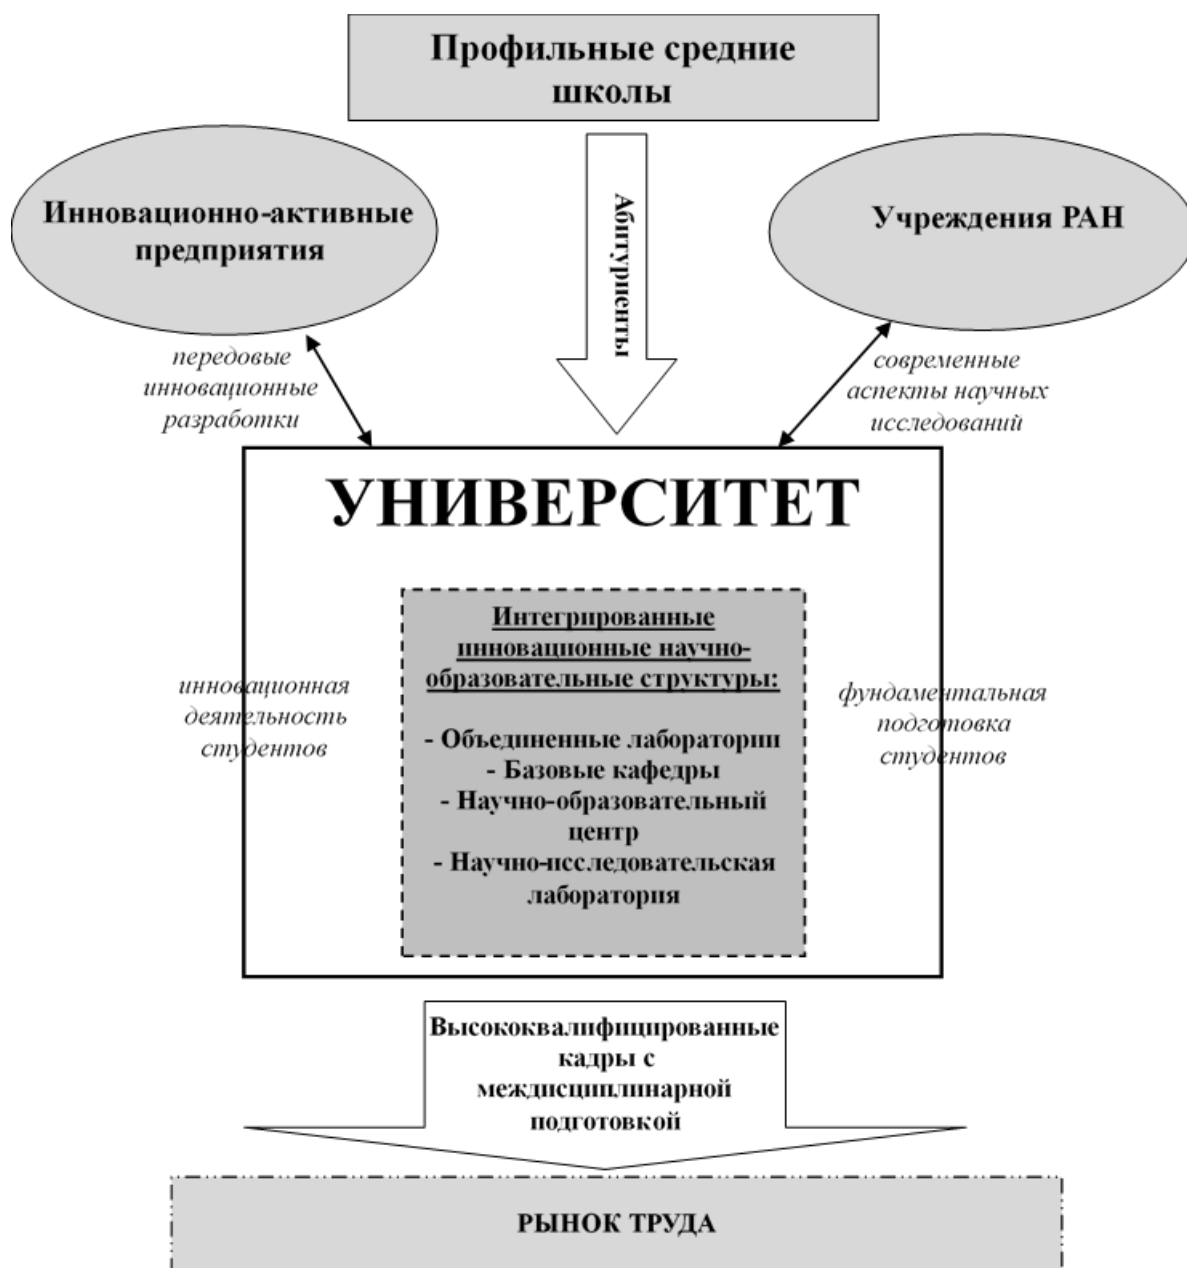 Профильные средние
школы
Инновационно-активные
предприятия
Абитуриенты
Учреждения РАН
передовые
инновационные
разработки
современные
аспекты научных
исследований
УНИВЕРСИТЕТ
Интегрированные
инновационные научно-
образовательные структуры:
- Объединенные лаборатории
- Базовые кафедры
- Научно-образовательный
центр
- Научно-исследовательская
лаборатория
инновационная
деятельность
студентов
фундаментальная
подготовка
студентов
Высококвалифицированные
кадры с
междисциплинарной
подготовкой
РЫНОК ТРУДА